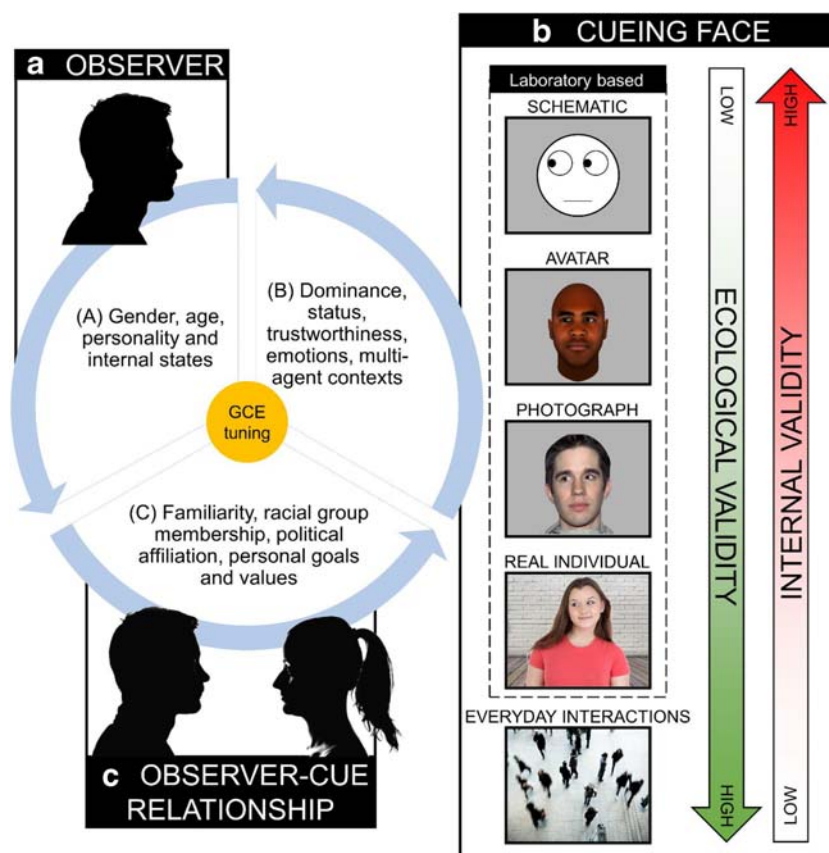 a OBSERVER
(A) Gender, age,
personality and
internal states
(B) Dominance,
status,
trustworthiness,
emotions, multi-
agent contexts
GCE
tuning
(C) Familiarity, racial group
membership, political
affiliation, personal goals
and values
c OBSERVER-CUE
RELATIONSHIP
b CUEING FACE
Laboratory based
SCHEMATIC
AVATAR
PHOTOGRAPH
REAL INDIVIDUAL
EVERYDAY INTERACTIONS
LOW
ECOLOGICAL VALIDITY
HIGH
HIGH
INTERNAL VALIDITY
LOW